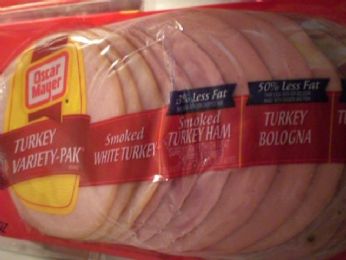 Oscar
Mayer
TURKEY
VARIETY-PAK
Smoked
WHITE TURKEY
% Less Fat
Smoked
TURKEY HAM
50% Less Fat
TURKEY
BOLOGNA
T